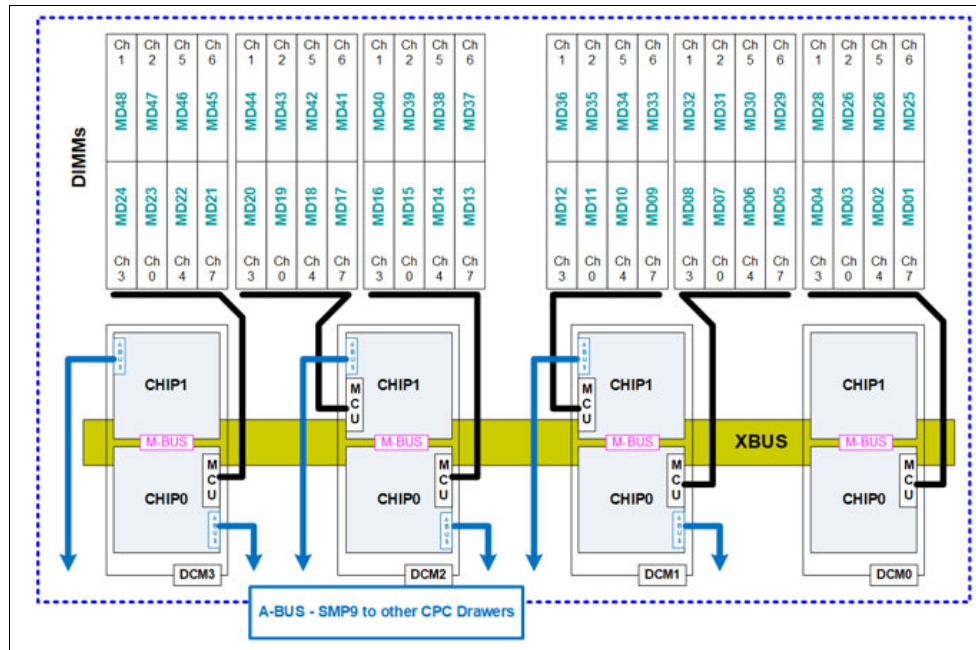 DIMMs
Ch 1 Ch 2 Ch 5 Ch 6 Ch 1 Ch 2 Ch 5 Ch 6 Ch 1 Ch 2 Ch 5 Ch 6 Ch 1 Ch 2 Ch 5 Ch 6 Ch 1 Ch 2 Ch 5 Ch 6 Ch 1 Ch 2 Ch 5 Ch 6
MD48 MD47 MD46 MD45 MD44 MD43 MD42 MD41 MD40 MD39 MD38 MD37 MD36 MD35 MD34 MD33 MD32 MD31 MD30 MD29 MD28 MD26 MD26 MD25
MD24 MD23 MD22 MD21 MD20 MD19 MD18 MD17 MD16 MD15 MD14 MD13 MD12 MD11 MD10 MD09 MD08 MD07 MD06 MD05 MD04 MD03 MD02 MD01
Ch 3 Ch 0 Ch 4 Ch 7 Ch 3 Ch 0 Ch 4 Ch 7 Ch 3 Ch 0 Ch 4 Ch 7 Ch 3 Ch 0 Ch 4 Ch 7 Ch 3 Ch 0 Ch 4 Ch 7 Ch 3 Ch 0 Ch 4 Ch 7
ABUS ABUS ABUS
CHIP1 CHIP1 CHIP1 CHIP1
MCU MCU
M-BUS M-BUS M-BUS XBUS M-BUS
MCU MCU MCU MCU
CHIP0 CHIP0 CHIP0 CHIP0
ABUS ABUS ABUS
DCM3 DCM2 DCM1 DCM0
A-BUS - SMP9 to other CPC Drawers